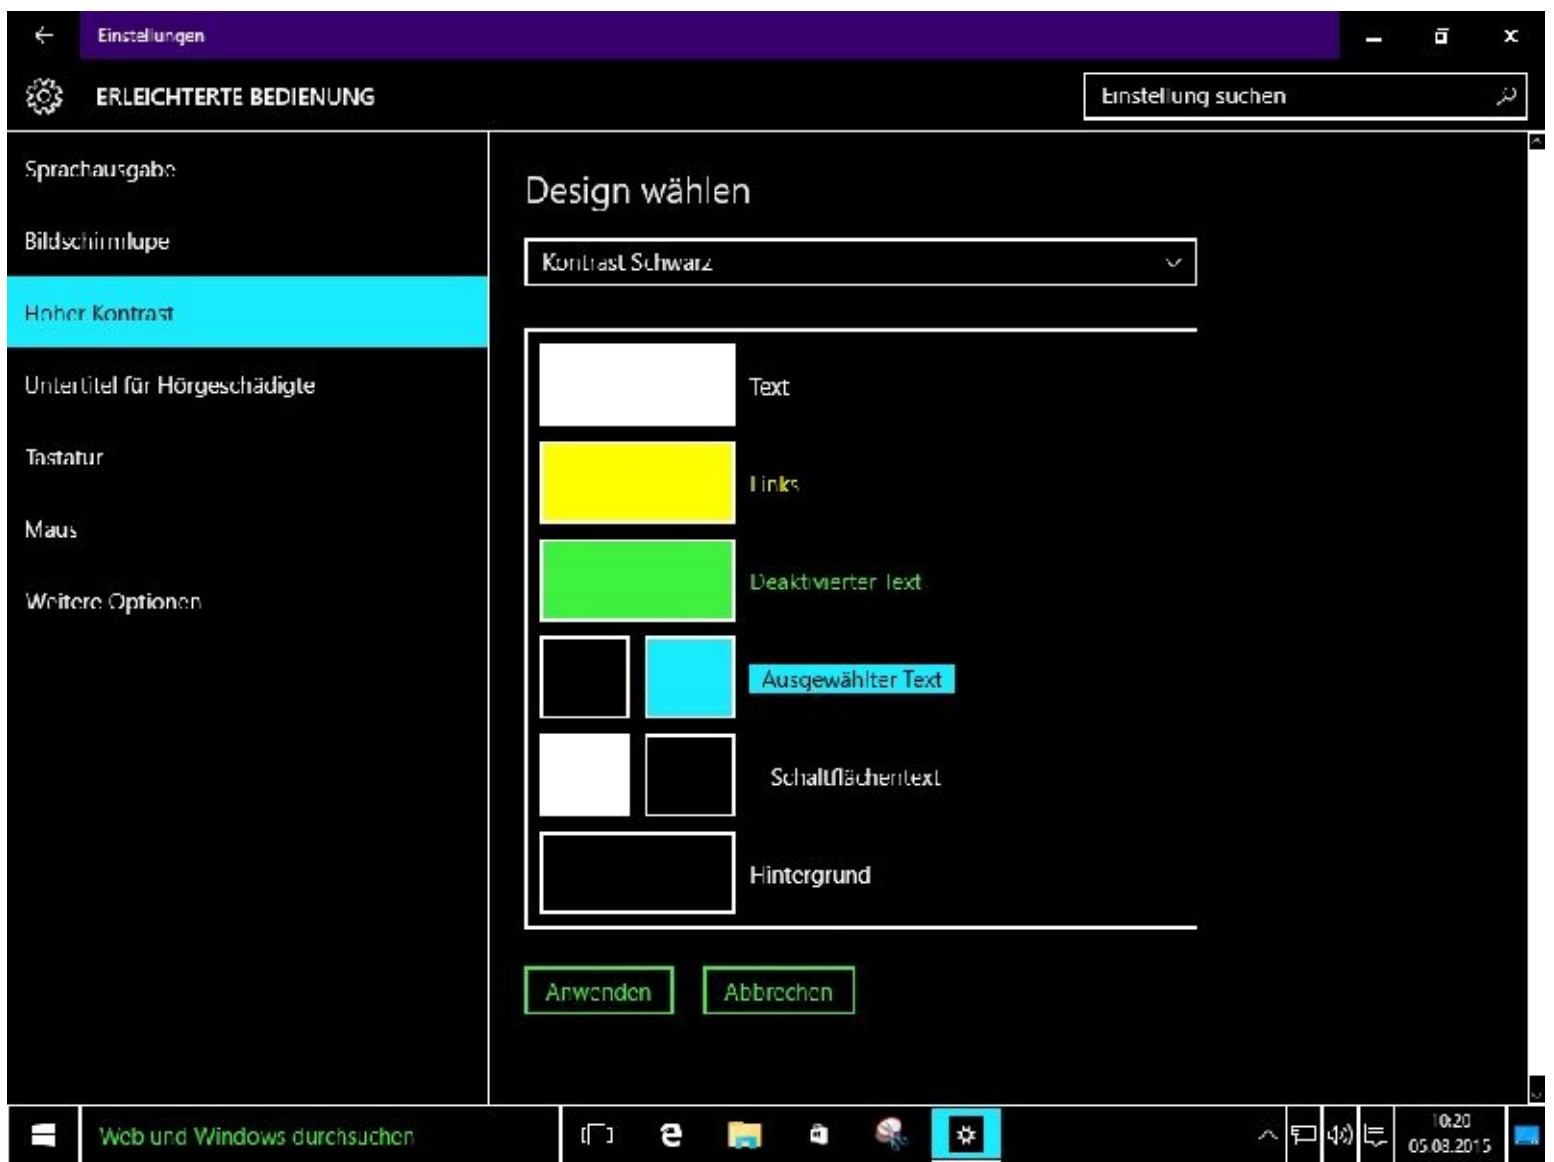 Einstellungen
ERLEICHTERTE BEDIENUNG
Einstellung suchen
Sprachausgabe
Bildschirmlupe
Hoher Kontrast
Untertitel für Hörgeschädigte
Tastatur
Maus
Weitere Optionen
Design wählen
Kontrast Schwarz
Text
Links
Deaktivierter Text
Ausgewählter Text
Schaltflächentext
Hintergrund
Anwenden
Abbrechen
Web und Windows durchsuchen
10:20
05.08.2015